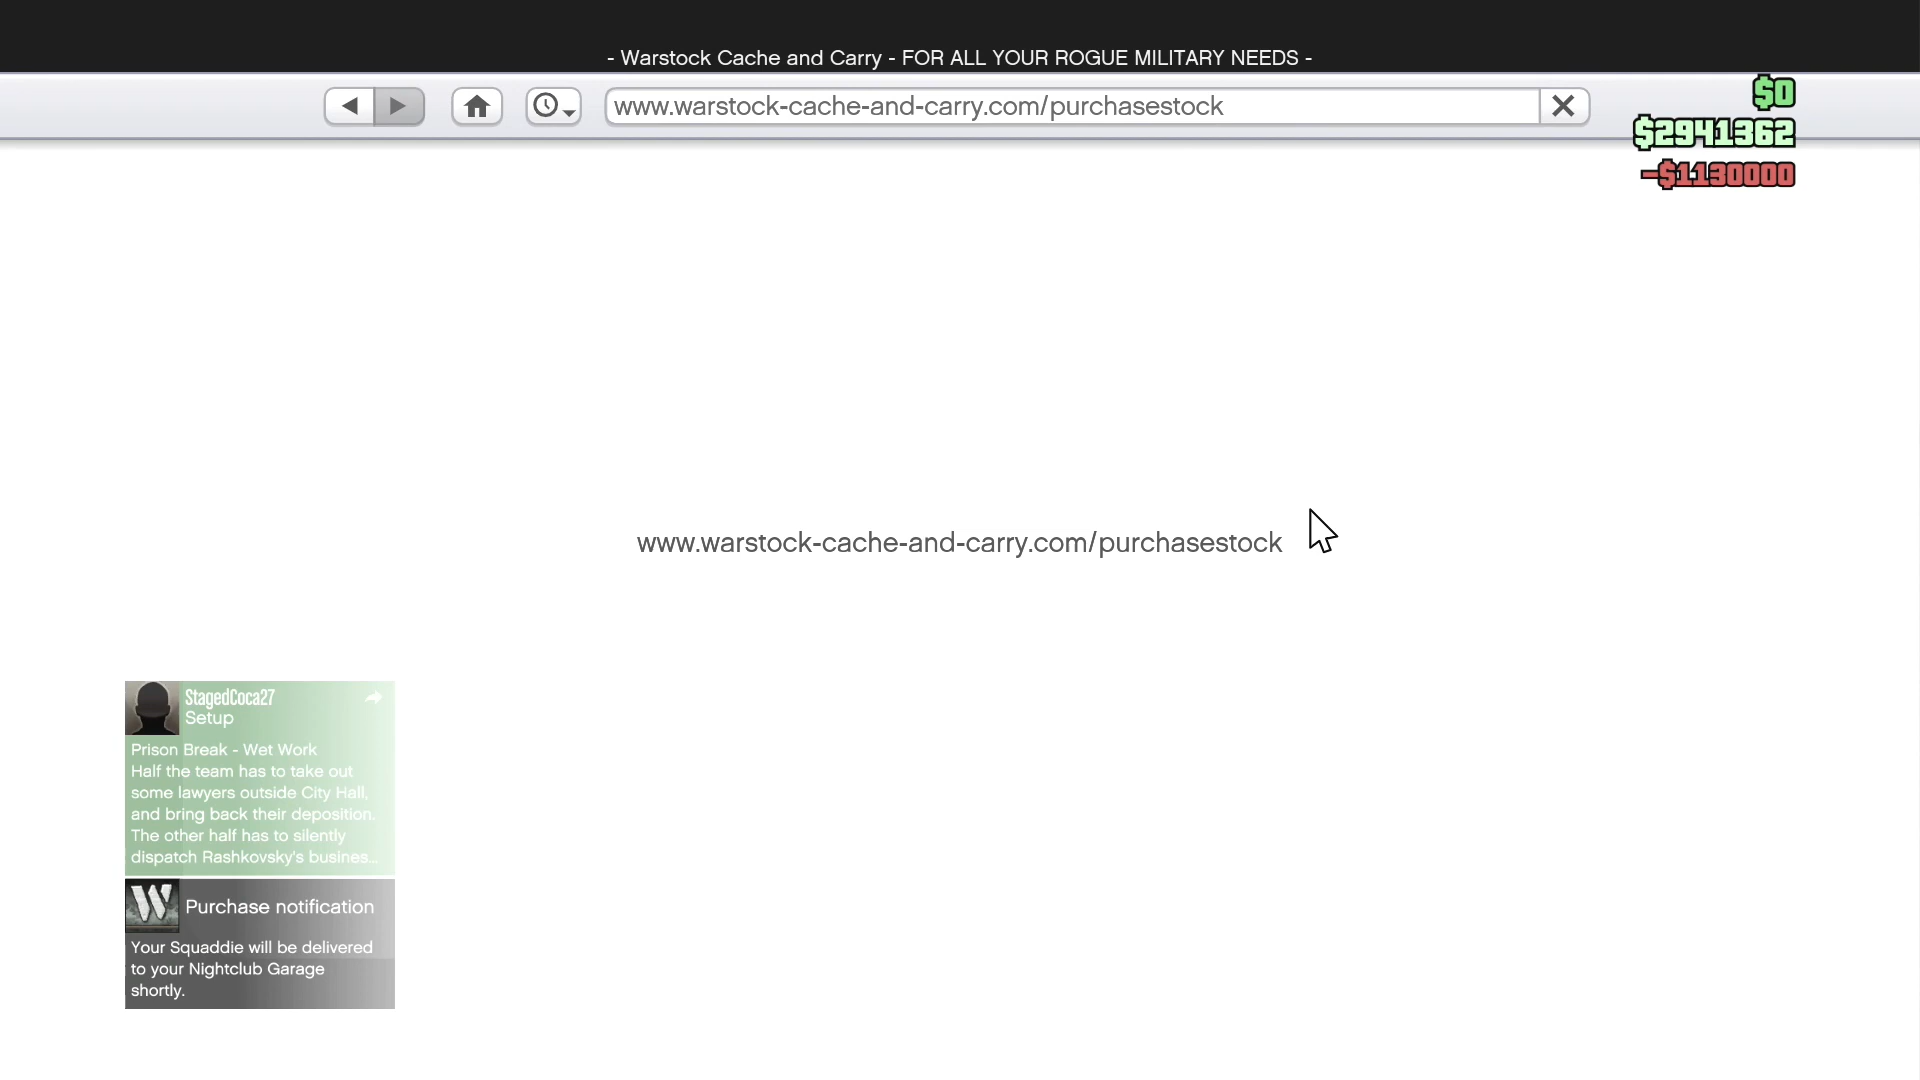 - Warstock Cache and Carry - FOR ALL YOUR ROGUE MILITARY NEEDS -
www.warstock-cache-and-carry.com/purchasestock
$0
$2941362
-$1130000
www.warstock-cache-and-carry.com/purchasestock
StagedCoca27
Setup
Prison Break - Wet Work
Half the team has to take out
some lawyers outside City Hall,
and bring back their deposition.
The other half has to silently
dispatch Rashkovsky's busines...
W
Purchase notification
Your Squaddie will be delivered
to your Nightclub Garage
shortly.